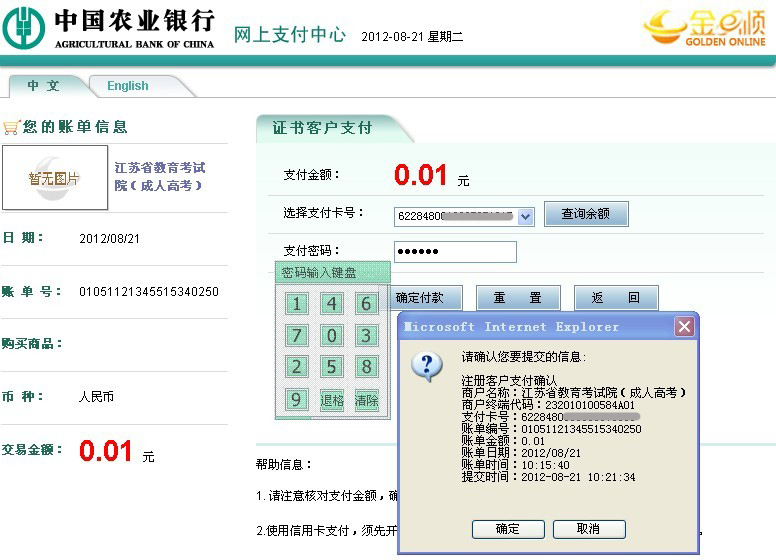 中国农业银行
AGRICULTURAL BANK OF CHINA
网上支付中心 2012-08-21 星期二
金e顺
GOLDEN ONLINE
中 文 English
您的账单信息
暂无图片
江苏省教育考试
院(成人高考)
日 期: 2012/08/21
账 单 号: 01051121345515340250
购买商品:
币 种: 人民币
交易金额: 0.01 元
证书客户支付
支付金额: 0.01 元
选择支付卡号: 6228480 查询余额
支付密码: ●●●●●●
密码输入键盘
1 4 6
7 0 3
2 5 8
9 退格 清除
确定付款 重 置 返 回
Microsoft Internet Explorer
请确认您要提交的信息:
注册客户支付确认
商户名称:江苏省教育考试院(成人高考)
商户终端代码:232010100584A01
支付卡号:6228480
账单编号:01051121345515340250
账单金额:0.01
账单日期:2012/08/21
账单时间:10:15:40
提交时间:2012-08-21 10:21:34
确定 取消
帮助信息:
1.请注意核对支付金额,确
2.使用信用卡支付,须先开